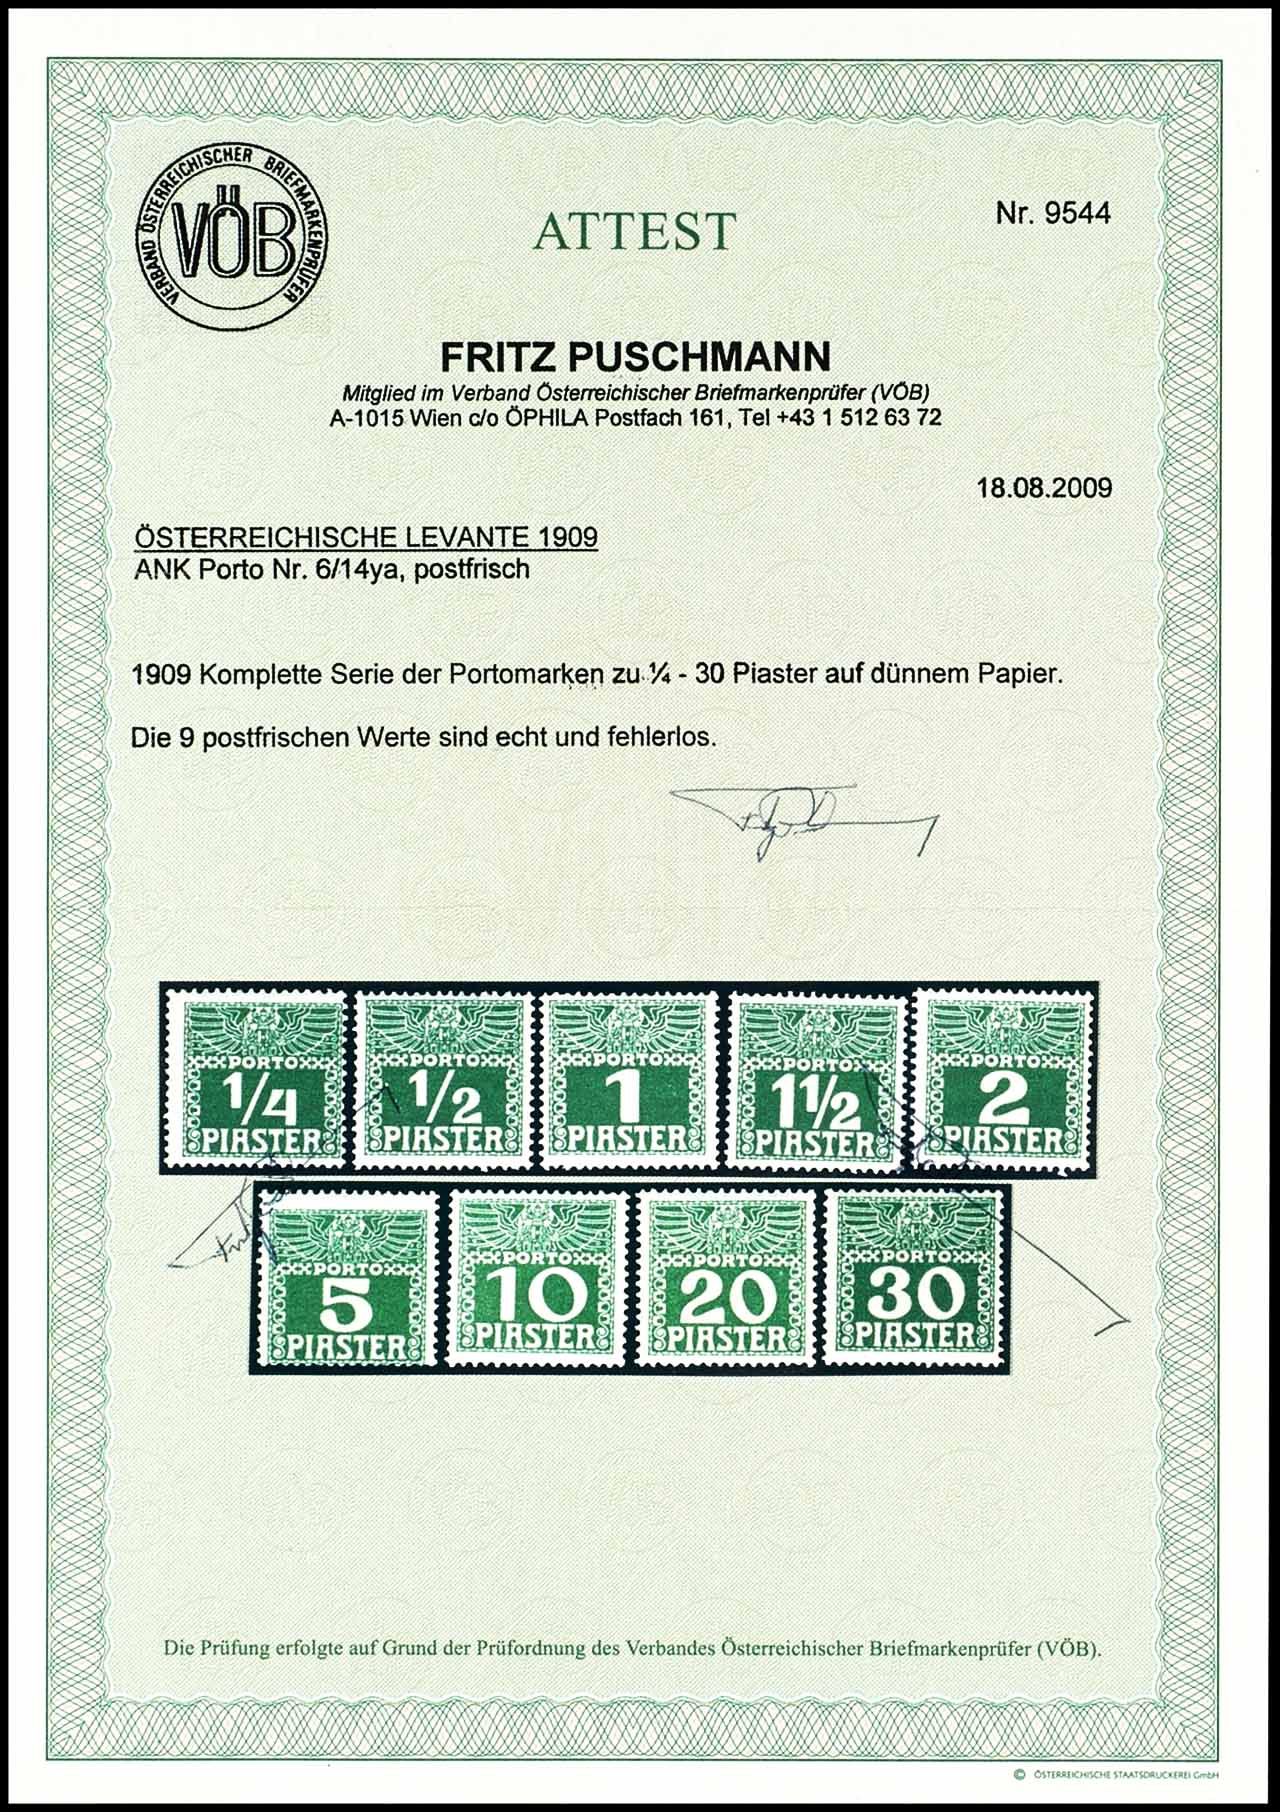 VERBAND ÖSTERREICHISCHER BRIEFMARKENPRÜFER
VÖB
ATTEST
Nr. 9544
FRITZ PUSCHMANN
Mitglied im Verband Österreichischer Briefmarkenprüfer (VÖB)
A-1015 Wien c/o ÖPHILA Postfach 161, Tel +43 1 512 63 72
18.08.2009
ÖSTERREICHISCHE LEVANTE 1909
ANK Porto Nr. 6/14ya, postfrisch
1909 Komplette Serie der Portomarken zu ¼ - 30 Piaster auf dünnem Papier.
Die 9 postfrischen Werte sind echt und fehlerlos.
PORTO
1/4
PIASTER
PORTO
1/2
PIASTER
PORTO
1
PIASTER
PORTO
1 1/2
PIASTER
PORTO
2
PIASTER
PORTO
5
PIASTER
PORTO
10
PIASTER
PORTO
20
PIASTER
PORTO
30
PIASTER
Die Prüfung erfolgte auf Grund der Prüfordnung des Verbandes Österreichischer Briefmarkenprüfer (VÖB).
© ÖSTERREICHISCHE STAATSDRUCKEREI GmbH